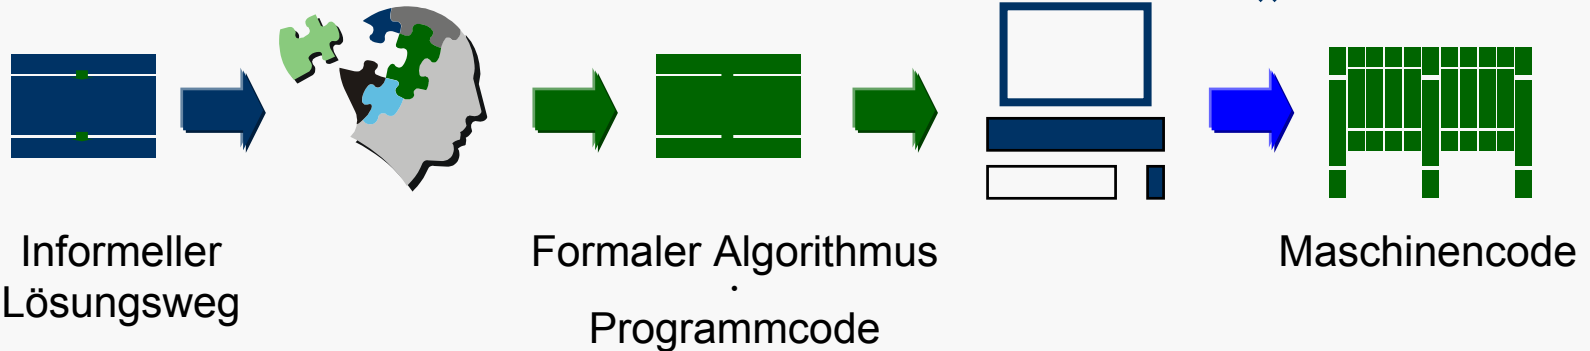 Informeller
Lösungsweg
Formaler Algorithmus
·
Programmcode
Maschinencode